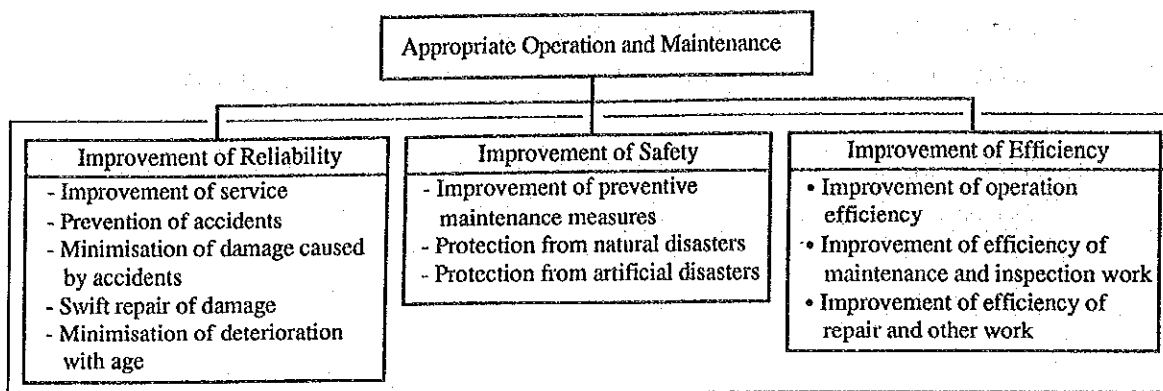 Appropriate Operation and Maintenance
Improvement of Reliability
- Improvement of service
- Prevention of accidents
- Minimisation of damage caused
by accidents
- Swift repair of damage
- Minimisation of deterioration
with age
Improvement of Safety
- Improvement of preventive
maintenance measures
- Protection from natural disasters
- Protection from artificial disasters
Improvement of Efficiency
• Improvement of operation
efficiency
• Improvement of efficiency of
maintenance and inspection work
• Improvement of efficiency of
repair and other work